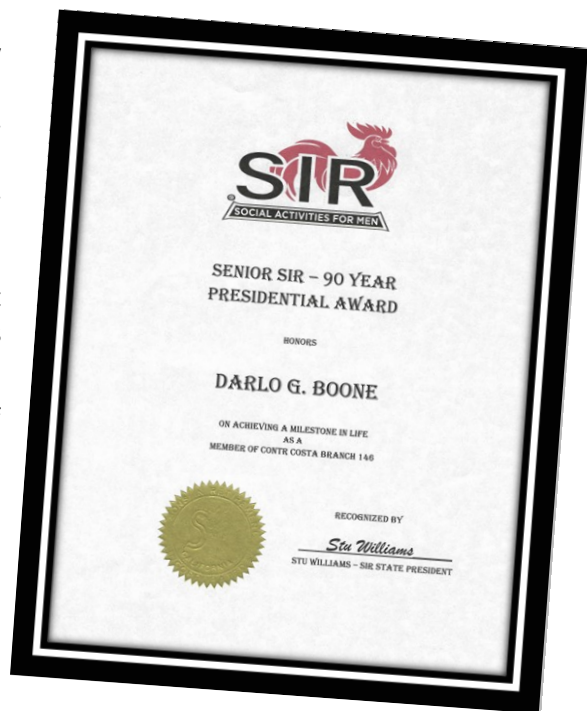 SIR
®
SOCIAL ACTIVITIES FOR MEN
SENIOR SIR – 90 YEAR
PRESIDENTIAL AWARD
HONORS
DARLO G. BOONE
ON ACHIEVING A MILESTONE IN LIFE
AS A
MEMBER OF CONTR COSTA BRANCH 146
RECOGNIZED BY
Stu Williams
STU WILLIAMS – SIR STATE PRESIDENT
CALIFORNIA